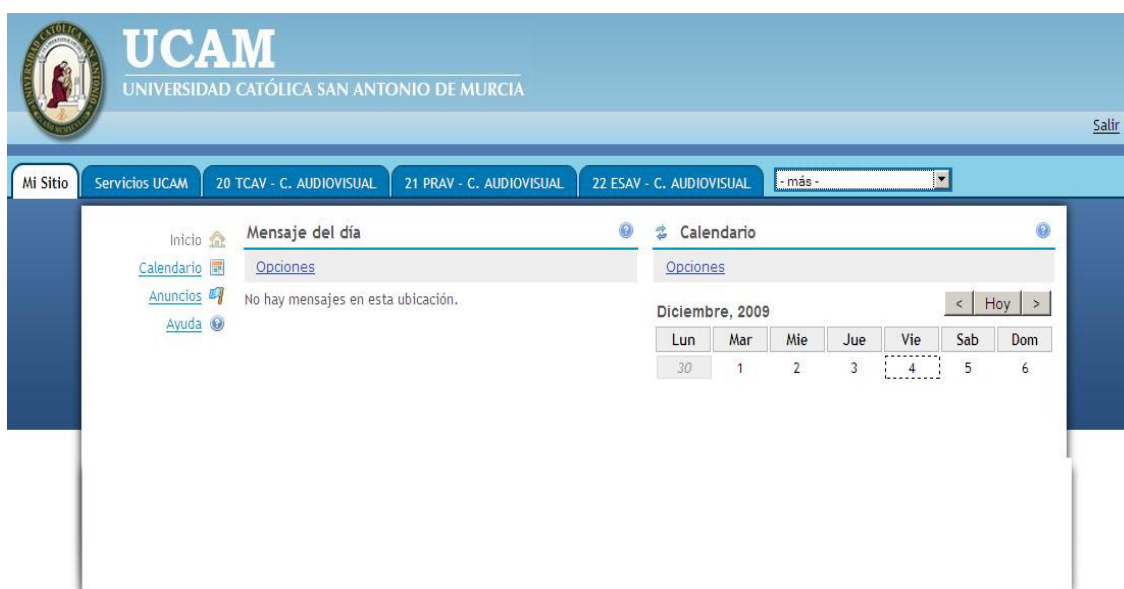 UCAM
UNIVERSIDAD CATÓLICA SAN ANTONIO DE MURCIA
Salir
Mi Sitio
Servicios UCAM
20 TCAV - C. AUDIOVISUAL
21 PRAV - C. AUDIOVISUAL
22 ESAV - C. AUDIOVISUAL
- más -
Inicio
Calendario
Anuncios
Ayuda
Mensaje del día
Opciones
No hay mensajes en esta ubicación.
Calendario
Opciones
Diciembre, 2009
< Hoy >
Lun Mar Mie Jue Vie Sab Dom
30 1 2 3 4 5 6